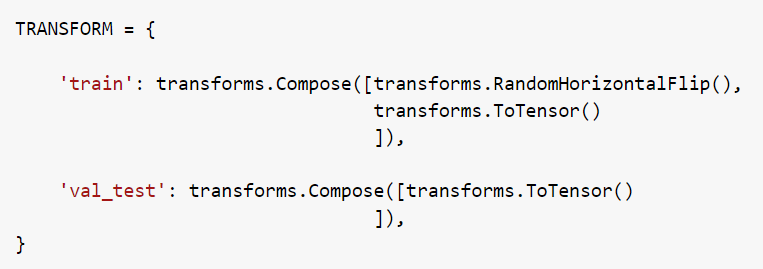 TRANSFORM = {
    'train': transforms.Compose([transforms.RandomHorizontalFlip(),
                                 transforms.ToTensor()
                                 ]),
    'val_test': transforms.Compose([transforms.ToTensor()
                                 ]),
}